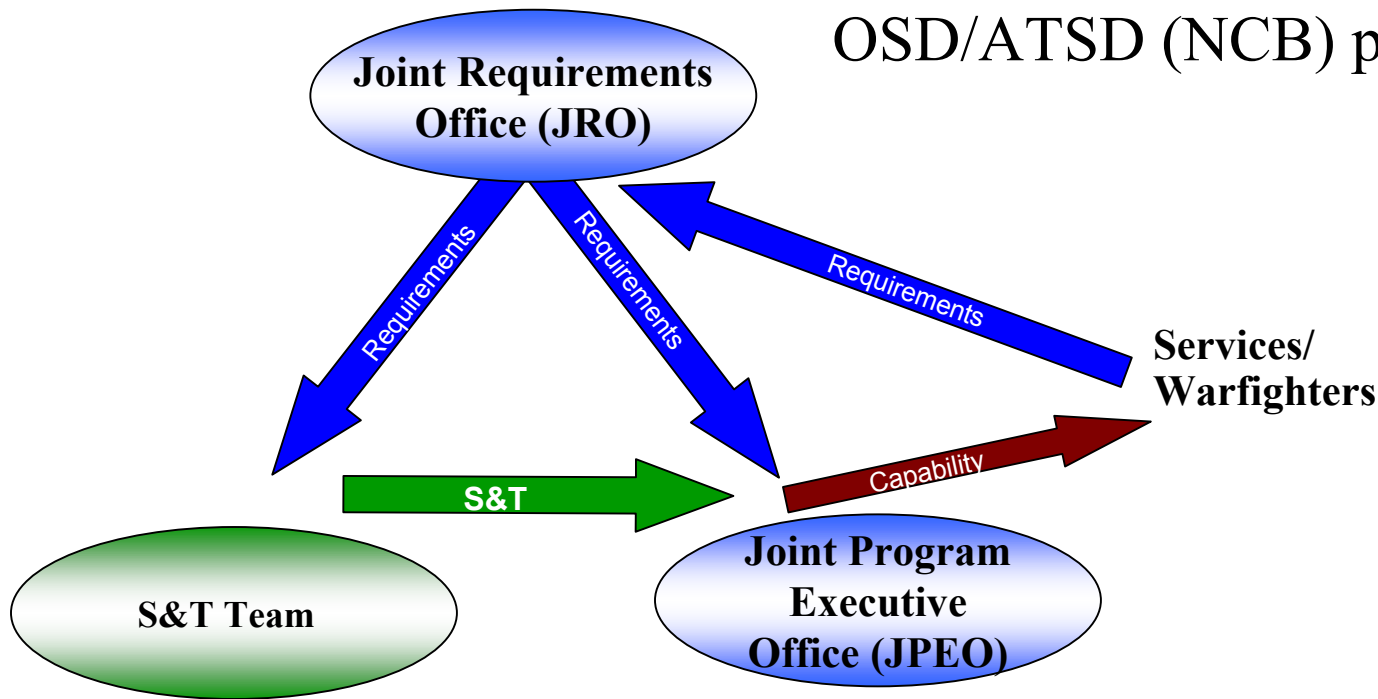 OSD/ATSD (NCB) p
Joint Requirements
Office (JRO)
Requirements
Requirements
Requirements
Services/
Warfighters
Capability
S&T
S&T Team
Joint Program
Executive
Office (JPEO)